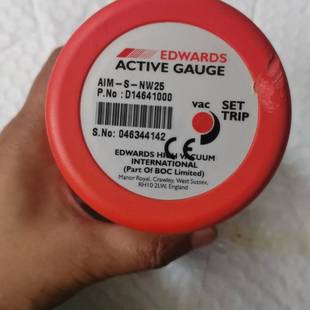 EDWARDS
ACTIVE GAUGE
AIM-S-NW25
P.No : D14641000
vac
SET
TRIP
S.No: 046344142
CE
EDWARDS HIGH VACUUM
INTERNATIONAL
(Part Of BOC Limited)
Manor Royal, Crawley, West Sussex,
RH10 2LW, England